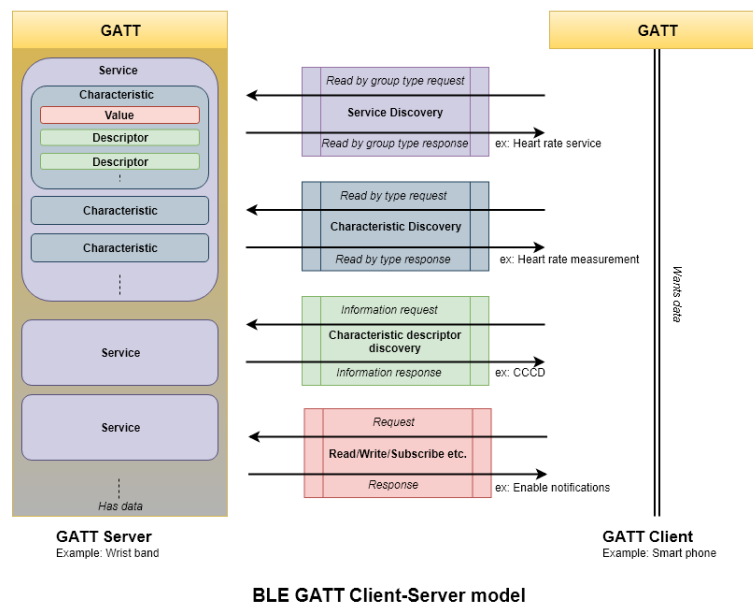 GATT
Service
Characteristic
Value
Descriptor
Descriptor
Characteristic
Characteristic
Service
Service
Has data
GATT Server
Example: Wrist band
Read by group type request
Service Discovery
Read by group type response
ex: Heart rate service
Read by type request
Characteristic Discovery
Read by type response
ex: Heart rate measurement
Information request
Characteristic descriptor
discovery
Information response
ex: CCCD
Request
Read/Write/Subscribe etc.
Response
ex: Enable notifications
GATT
Wants data
GATT Client
Example: Smart phone
BLE GATT Client-Server model